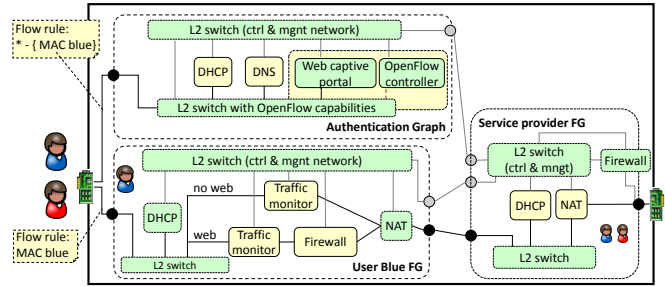 Flow rule:
* - { MAC blue}
L2 switch (ctrl & mgnt network)
DHCP
DNS
Web captive
portal
OpenFlow
controller
L2 switch with OpenFlow capabilities
Authentication Graph
Service provider FG
L2 switch
(ctrl & mngt)
Firewall
DHCP
NAT
L2 switch
L2 switch (ctrl & mgnt network)
no web
Traffic
monitor
DHCP
NAT
web
Traffic
monitor
Firewall
L2 switch
User Blue FG
Flow rule:
MAC blue